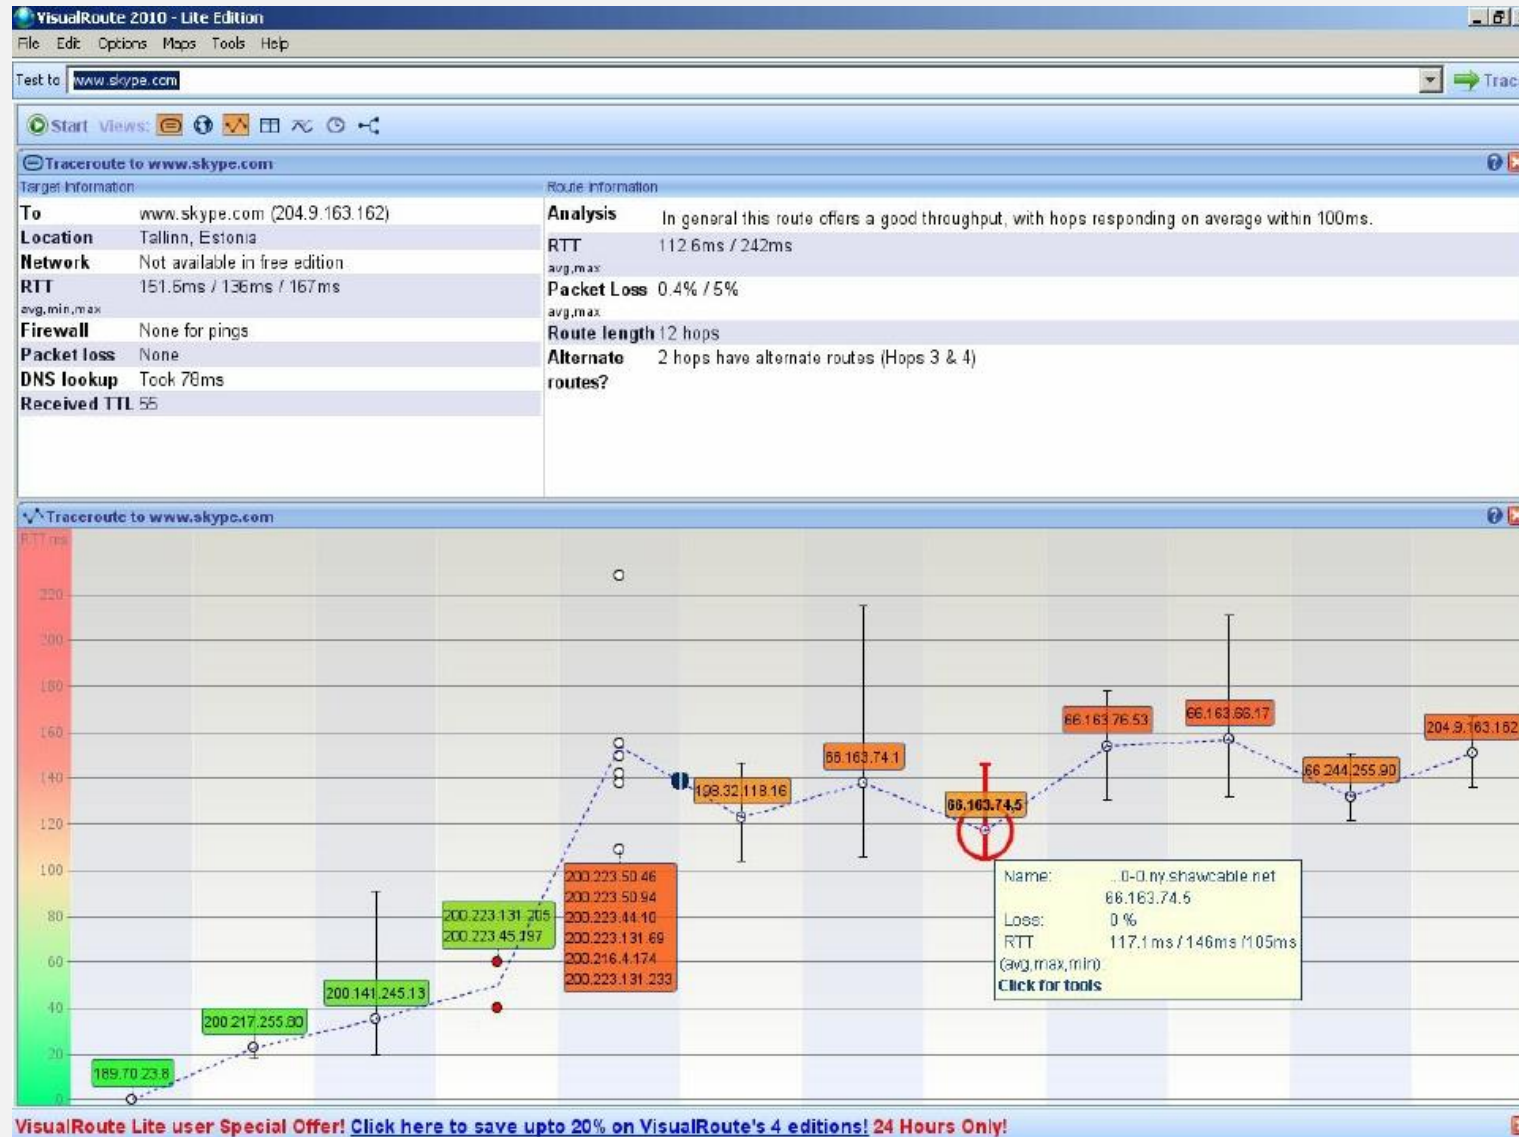 VisualRoute 2010 - Lite Edition
File Edit Options Maps Tools Help
Test to www.skype.com Trac
Start Views:
Traceroute to www.skype.com
Target Information
To www.skype.com (204.9.163.162)
Location Tallinn, Estonia
Network Not available in free edition
RTT 151.5ms / 136ms / 167ms
avg,min,max
Firewall None for pings
Packet loss None
DNS lookup Took 78ms
Received TTL 55
Route Information
Analysis In general this route offers a good throughput, with hops responding on average within 100ms.
RTT 112.6ms / 242ms
avg,max
Packet Loss 0.4% / 5%
avg,max
Route length 12 hops
Alternate 2 hops have alternate routes (Hops 3 & 4)
routes?
Traceroute to www.skype.com
RTT ms
220
200
180
160
140
120
100
80
60
40
20
0
189.70.23.8
200.217.255.80
200.141.245.13
200.223.131.205
200.223.45.197
200.223.50.46
200.223.50.94
200.223.44.10
200.223.131.69
200.216.4.174
200.223.131.233
198.32.118.16
66.163.74.1
66.163.74.5
66.163.76.53
66.163.66.17
66.244.255.90
204.9.163.162
Name: ...0-0.ny.shawcable.net
66.163.74.5
Loss: 0 %
RTT 117.1ms / 146ms /105ms
(avg,max,min)
Click for tools
VisualRoute Lite user Special Offer! Click here to save upto 20% on VisualRoute's 4 editions! 24 Hours Only!